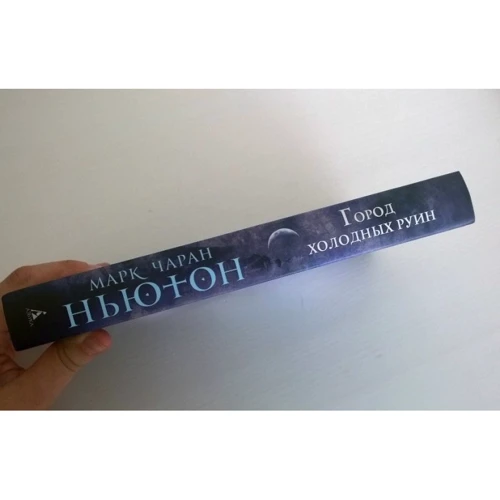 МАРК ЧАРАН
НЬЮТОН
ГОРОД
ХОЛОДНЫХ РУИН